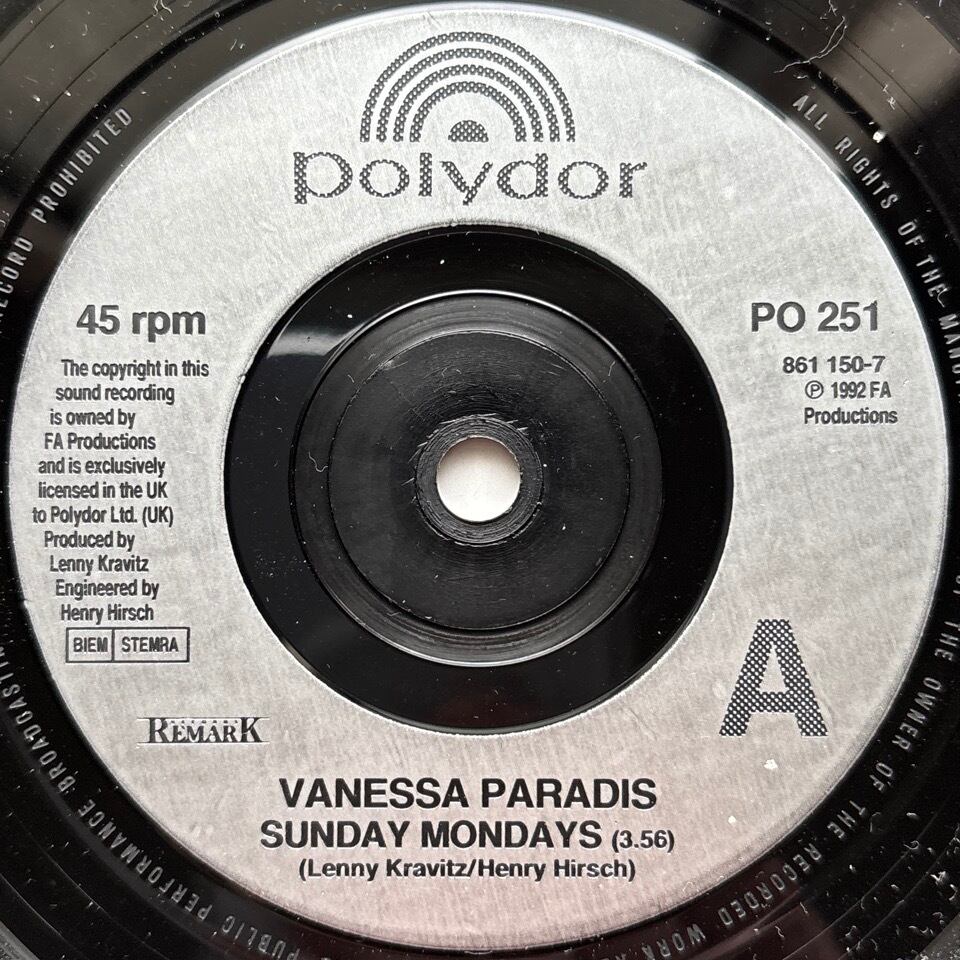 polydor
45 rpm
The copyright in this
sound recording
is owned by
FA Productions
and is exclusively
licensed in the UK
to Polydor Ltd. (UK)
Produced by
Lenny Kravitz
Engineered by
Henry Hirsch
BIEM STEMRA
REMARK
PO 251
861 150-7
℗ 1992 FA
Productions
A
VANESSA PARADIS
SUNDAY MONDAYS (3.56)
(Lenny Kravitz/Henry Hirsch)
ALL RIGHTS OF THE
THE OWNER OF THE RECORDED WORK
PUBLIC PERFORMANCE
RECORD PROHIBITED